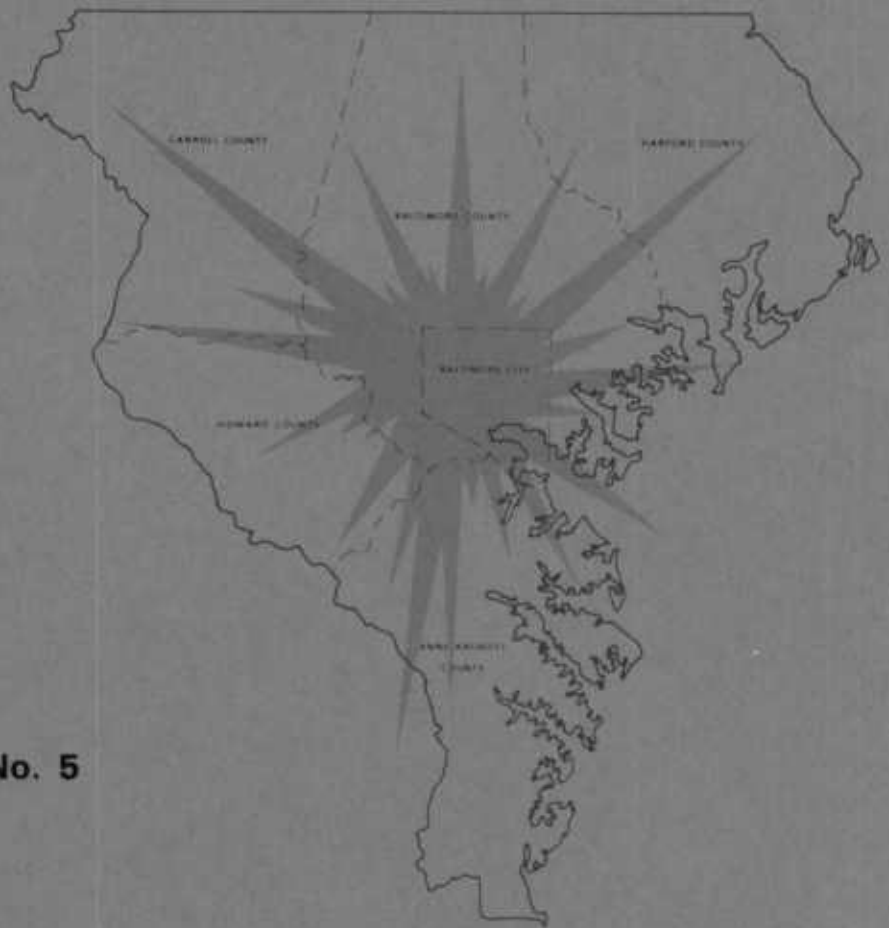 CARROLL COUNTY
HARFORD COUNTY
BALTIMORE COUNTY
BALTIMORE CITY
HOWARD COUNTY
ANNE ARUNDEL
COUNTY
No. 5